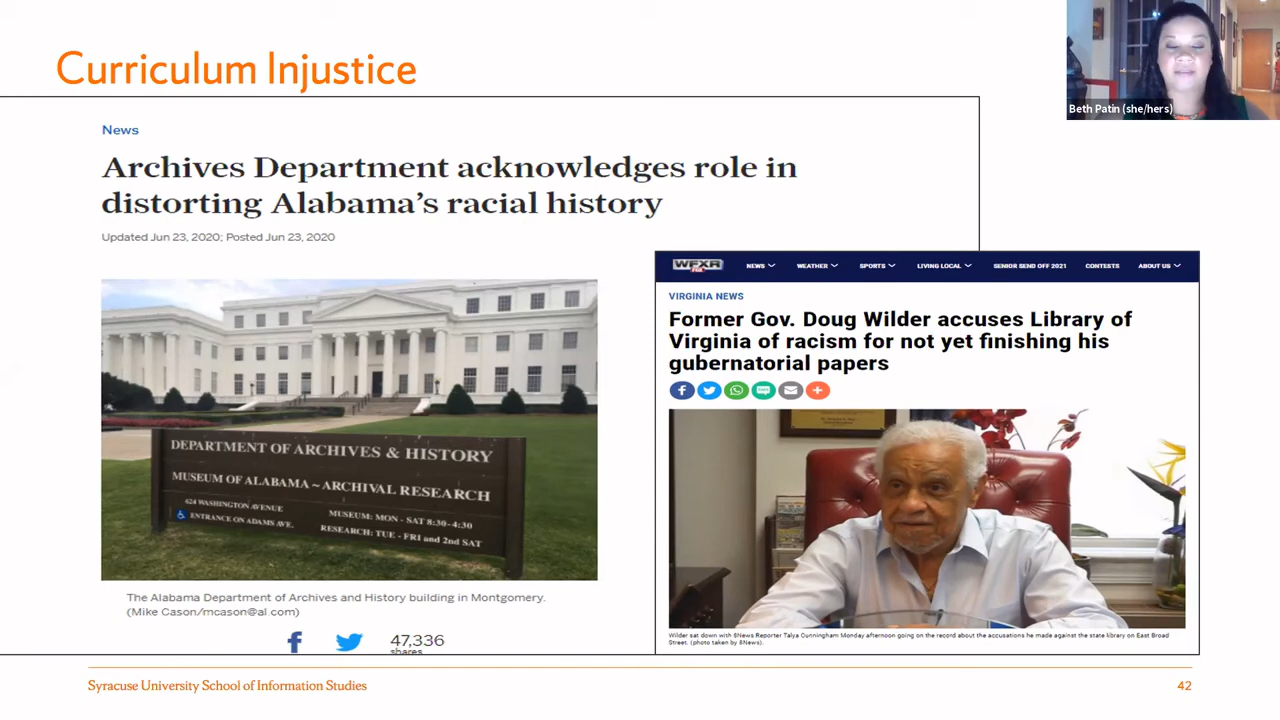 Curriculum Injustice
Beth Patin (she/hers)
News
Archives Department acknowledges role in
distorting Alabama's racial history
Updated Jun 23, 2020; Posted Jun 23, 2020
DEPARTMENT OF ARCHIVES & HISTORY
MUSEUM OF ALABAMA ~ ARCHIVAL RESEARCH
624 WASHINGTON AVENUE
ENTRANCE ON ADAMS AVE.
MUSEUM: MON - SAT 8:30-4:30
RESEARCH: TUE - FRI and 2nd SAT
The Alabama Department of Archives and History building in Montgomery.
(Mike Cason/mcason@al.com)
47,336
shares
WFXR
FOX
NEWS WEATHER SPORTS LIVING LOCAL SENIOR SEND OFF 2021 CONTESTS ABOUT US
VIRGINIA NEWS
Former Gov. Doug Wilder accuses Library of
Virginia of racism for not yet finishing his
gubernatorial papers
Wilder sat down with 8News Reporter Talya Cunningham Monday afternoon going on the record about the accusations he made against the state library on East Broad
Street. (photo taken by 8News).
Syracuse University School of Information Studies
42